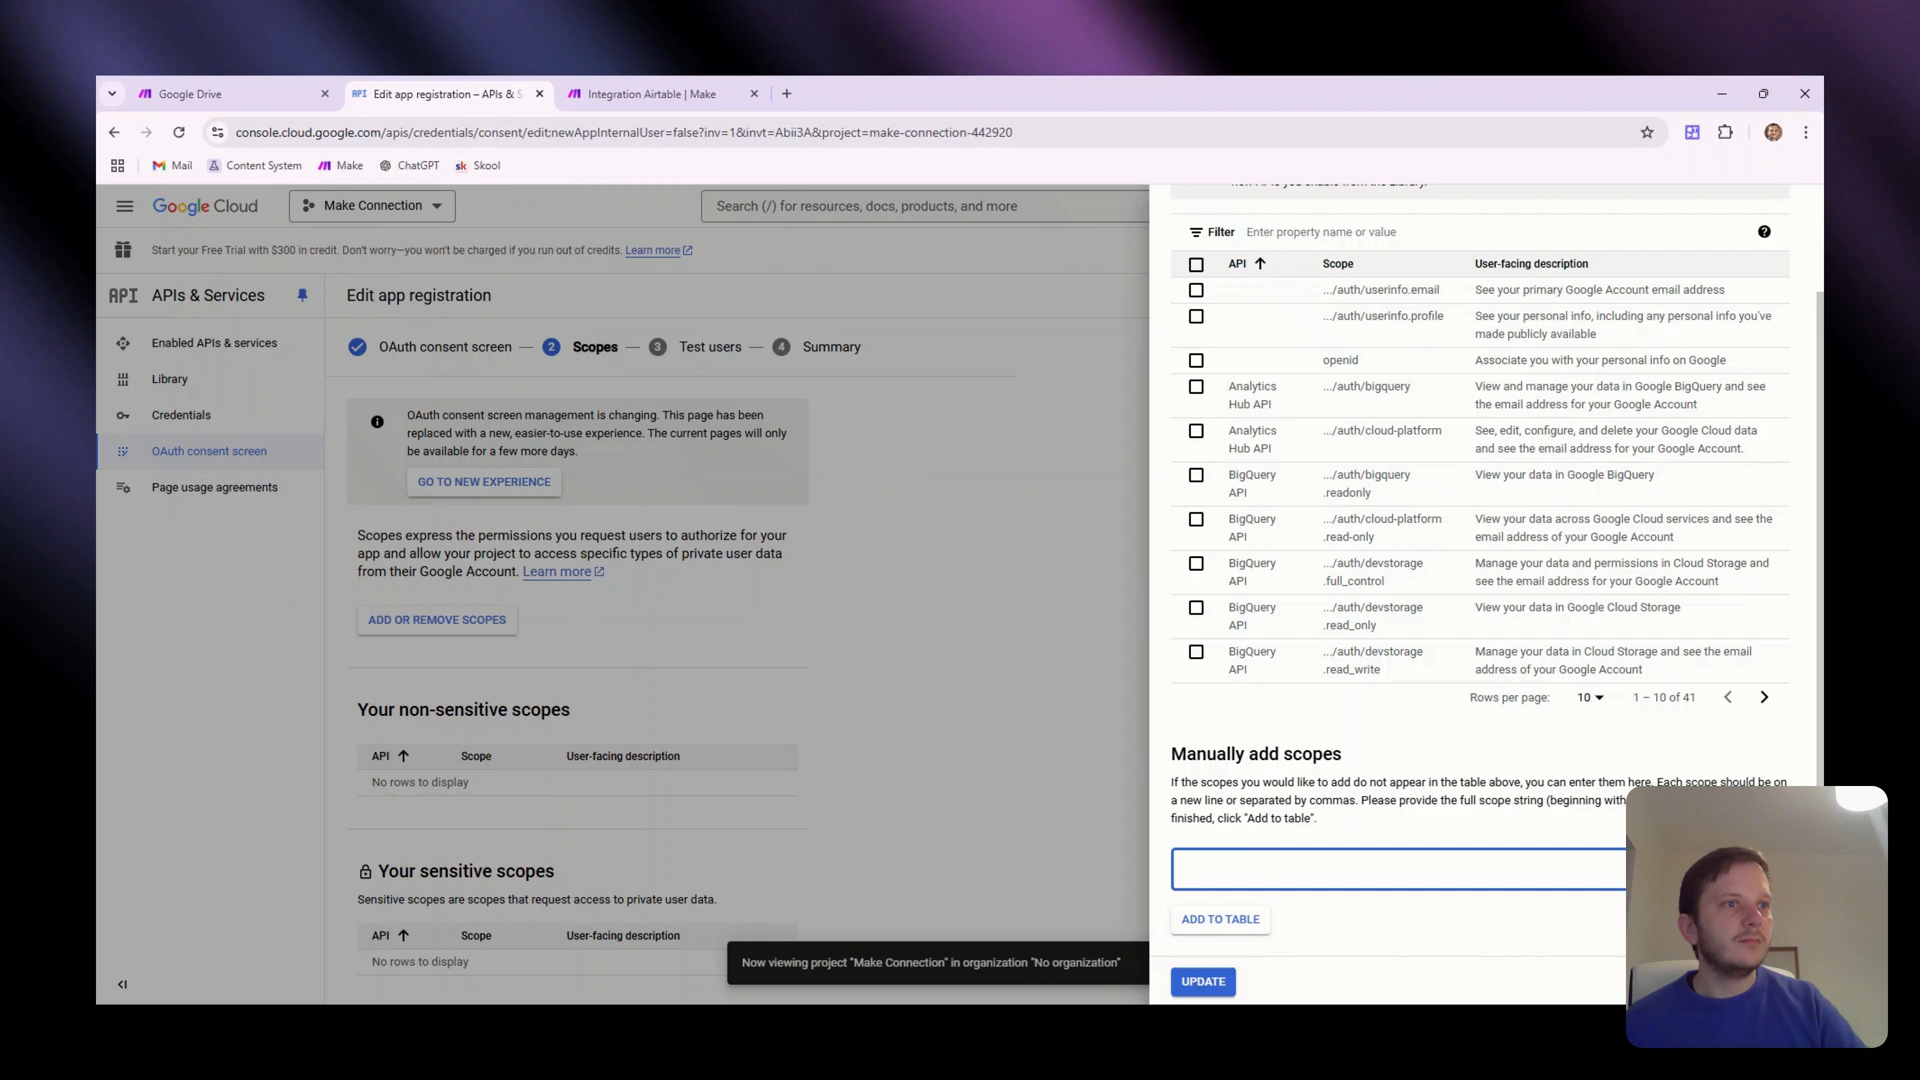 Google Drive
API Edit app registration – APIs & S
Integration Airtable | Make
console.cloud.google.com/apis/credentials/consent/edit;newAppInternalUser=false?inv=1&invt=Abii3A&project=make-connection-442920
Mail
Content System
Make
ChatGPT
sk Skool
Google Cloud
Make Connection
Search (/) for resources, docs, products, and more
Start your Free Trial with $300 in credit. Don't worry—you won't be charged if you run out of credits. Learn more
API APIs & Services
Enabled APIs & services
Library
Credentials
OAuth consent screen
Page usage agreements
Edit app registration
OAuth consent screen — 2 Scopes — 3 Test users — 4 Summary
OAuth consent screen management is changing. This page has been
replaced with a new, easier-to-use experience. The current pages will only
be available for a few more days.
GO TO NEW EXPERIENCE
Scopes express the permissions you request users to authorize for your
app and allow your project to access specific types of private user data
from their Google Account. Learn more
ADD OR REMOVE SCOPES
Your non-sensitive scopes
API Scope User-facing description
No rows to display
Your sensitive scopes
Sensitive scopes are scopes that request access to private user data.
API Scope User-facing description
No rows to display
Now viewing project "Make Connection" in organization "No organization"
Filter Enter property name or value
API Scope User-facing description
.../auth/userinfo.email See your primary Google Account email address
.../auth/userinfo.profile See your personal info, including any personal info you've
made publicly available
openid Associate you with your personal info on Google
Analytics .../auth/bigquery View and manage your data in Google BigQuery and see
Hub API the email address for your Google Account
Analytics .../auth/cloud-platform See, edit, configure, and delete your Google Cloud data
Hub API and see the email address for your Google Account.
BigQuery .../auth/bigquery View your data in Google BigQuery
API .readonly
BigQuery .../auth/cloud-platform View your data across Google Cloud services and see the
API .read-only email address of your Google Account
BigQuery .../auth/devstorage Manage your data and permissions in Cloud Storage and
API .full_control see the email address for your Google Account
BigQuery .../auth/devstorage View your data in Google Cloud Storage
API .read_only
BigQuery .../auth/devstorage Manage your data in Cloud Storage and see the email
API .read_write address of your Google Account
Rows per page: 10 1 – 10 of 41
Manually add scopes
If the scopes you would like to add do not appear in the table above, you can enter them here. Each scope should be on
a new line or separated by commas. Please provide the full scope string (beginning with
finished, click "Add to table".
ADD TO TABLE
UPDATE